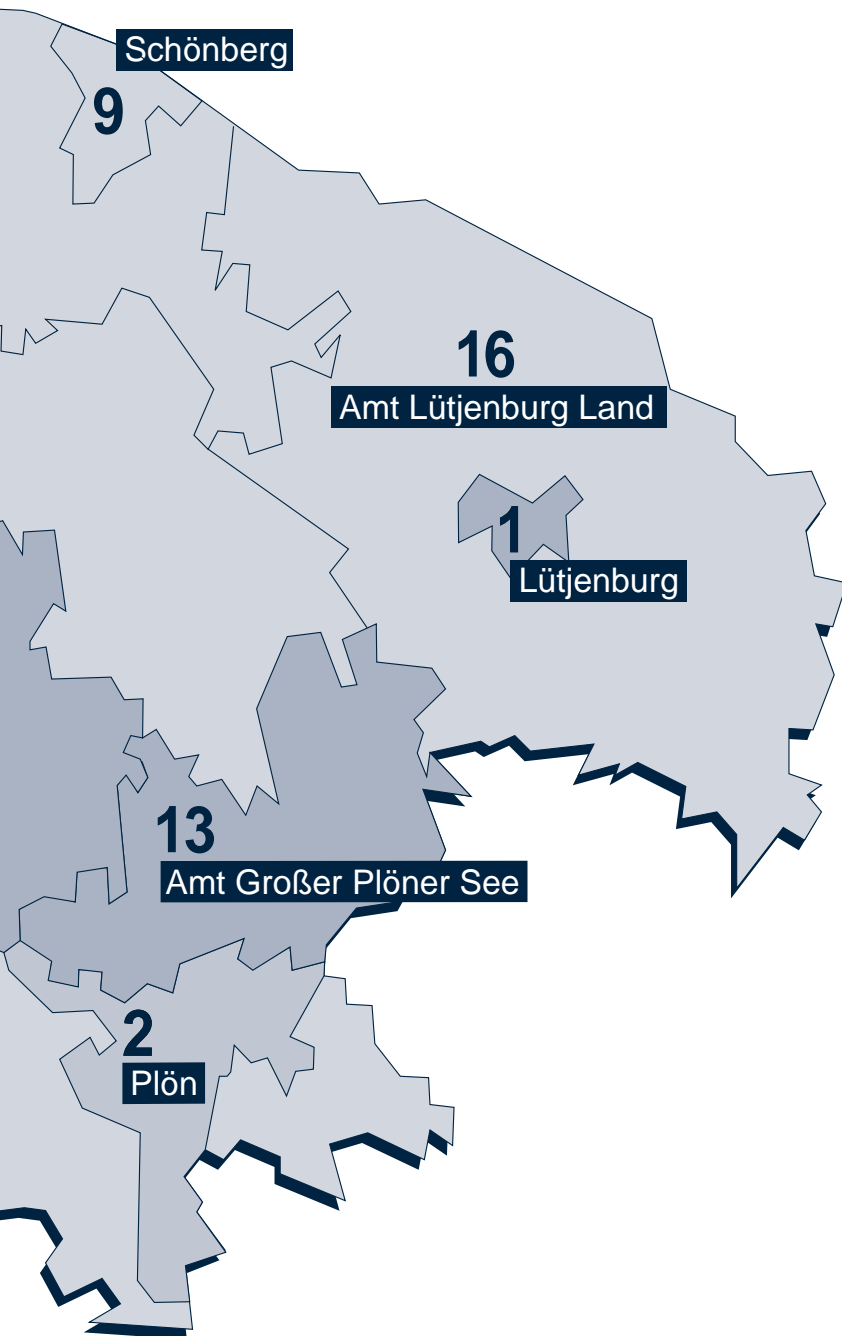 Schönberg
9
16
Amt Lütjenburg Land
1
Lütjenburg
13
Amt Großer Plöner See
2
Plön